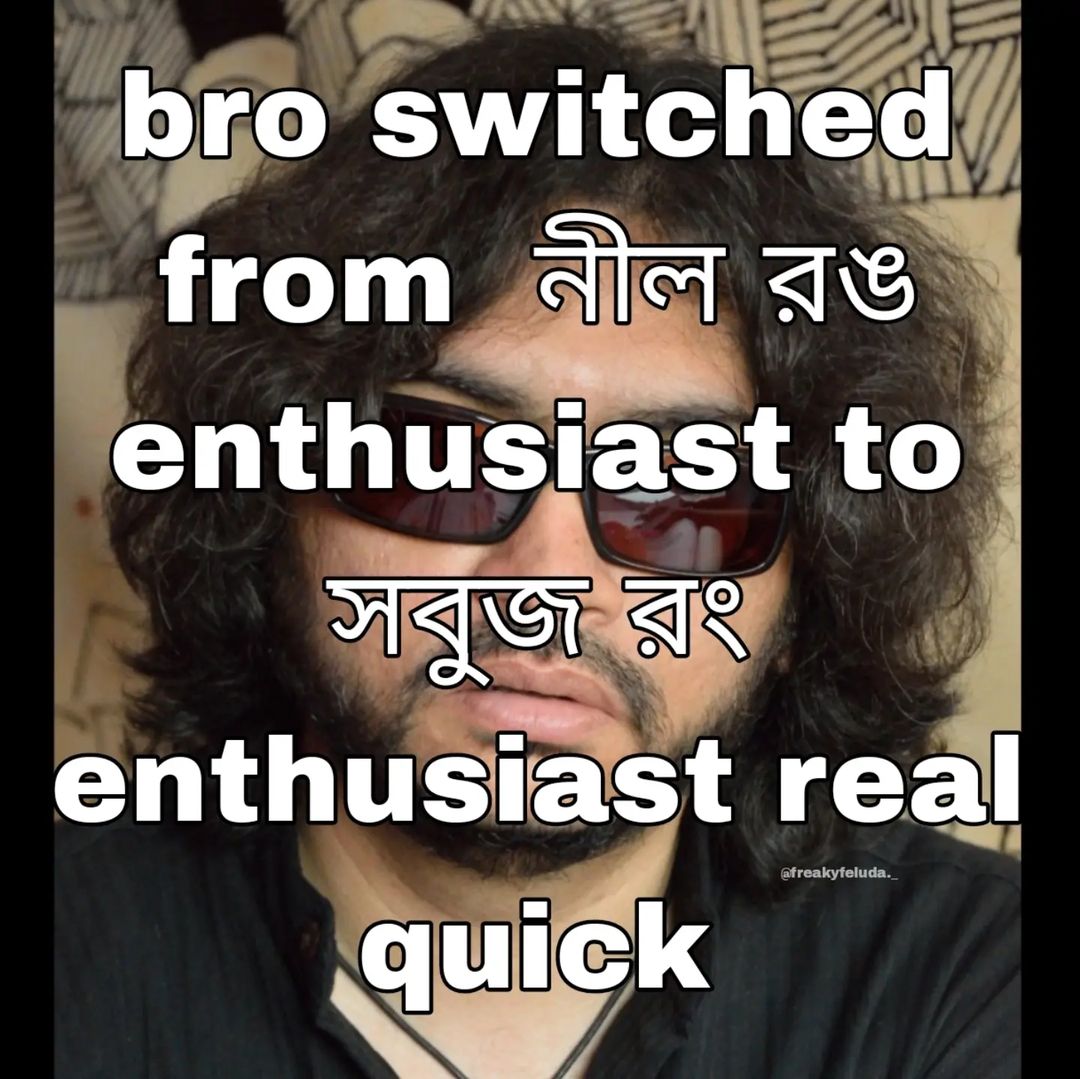 bro switched
from নীল রঙ
enthusiast to
সবুজ রং
enthusiast real
@freakyfeluda._
quick